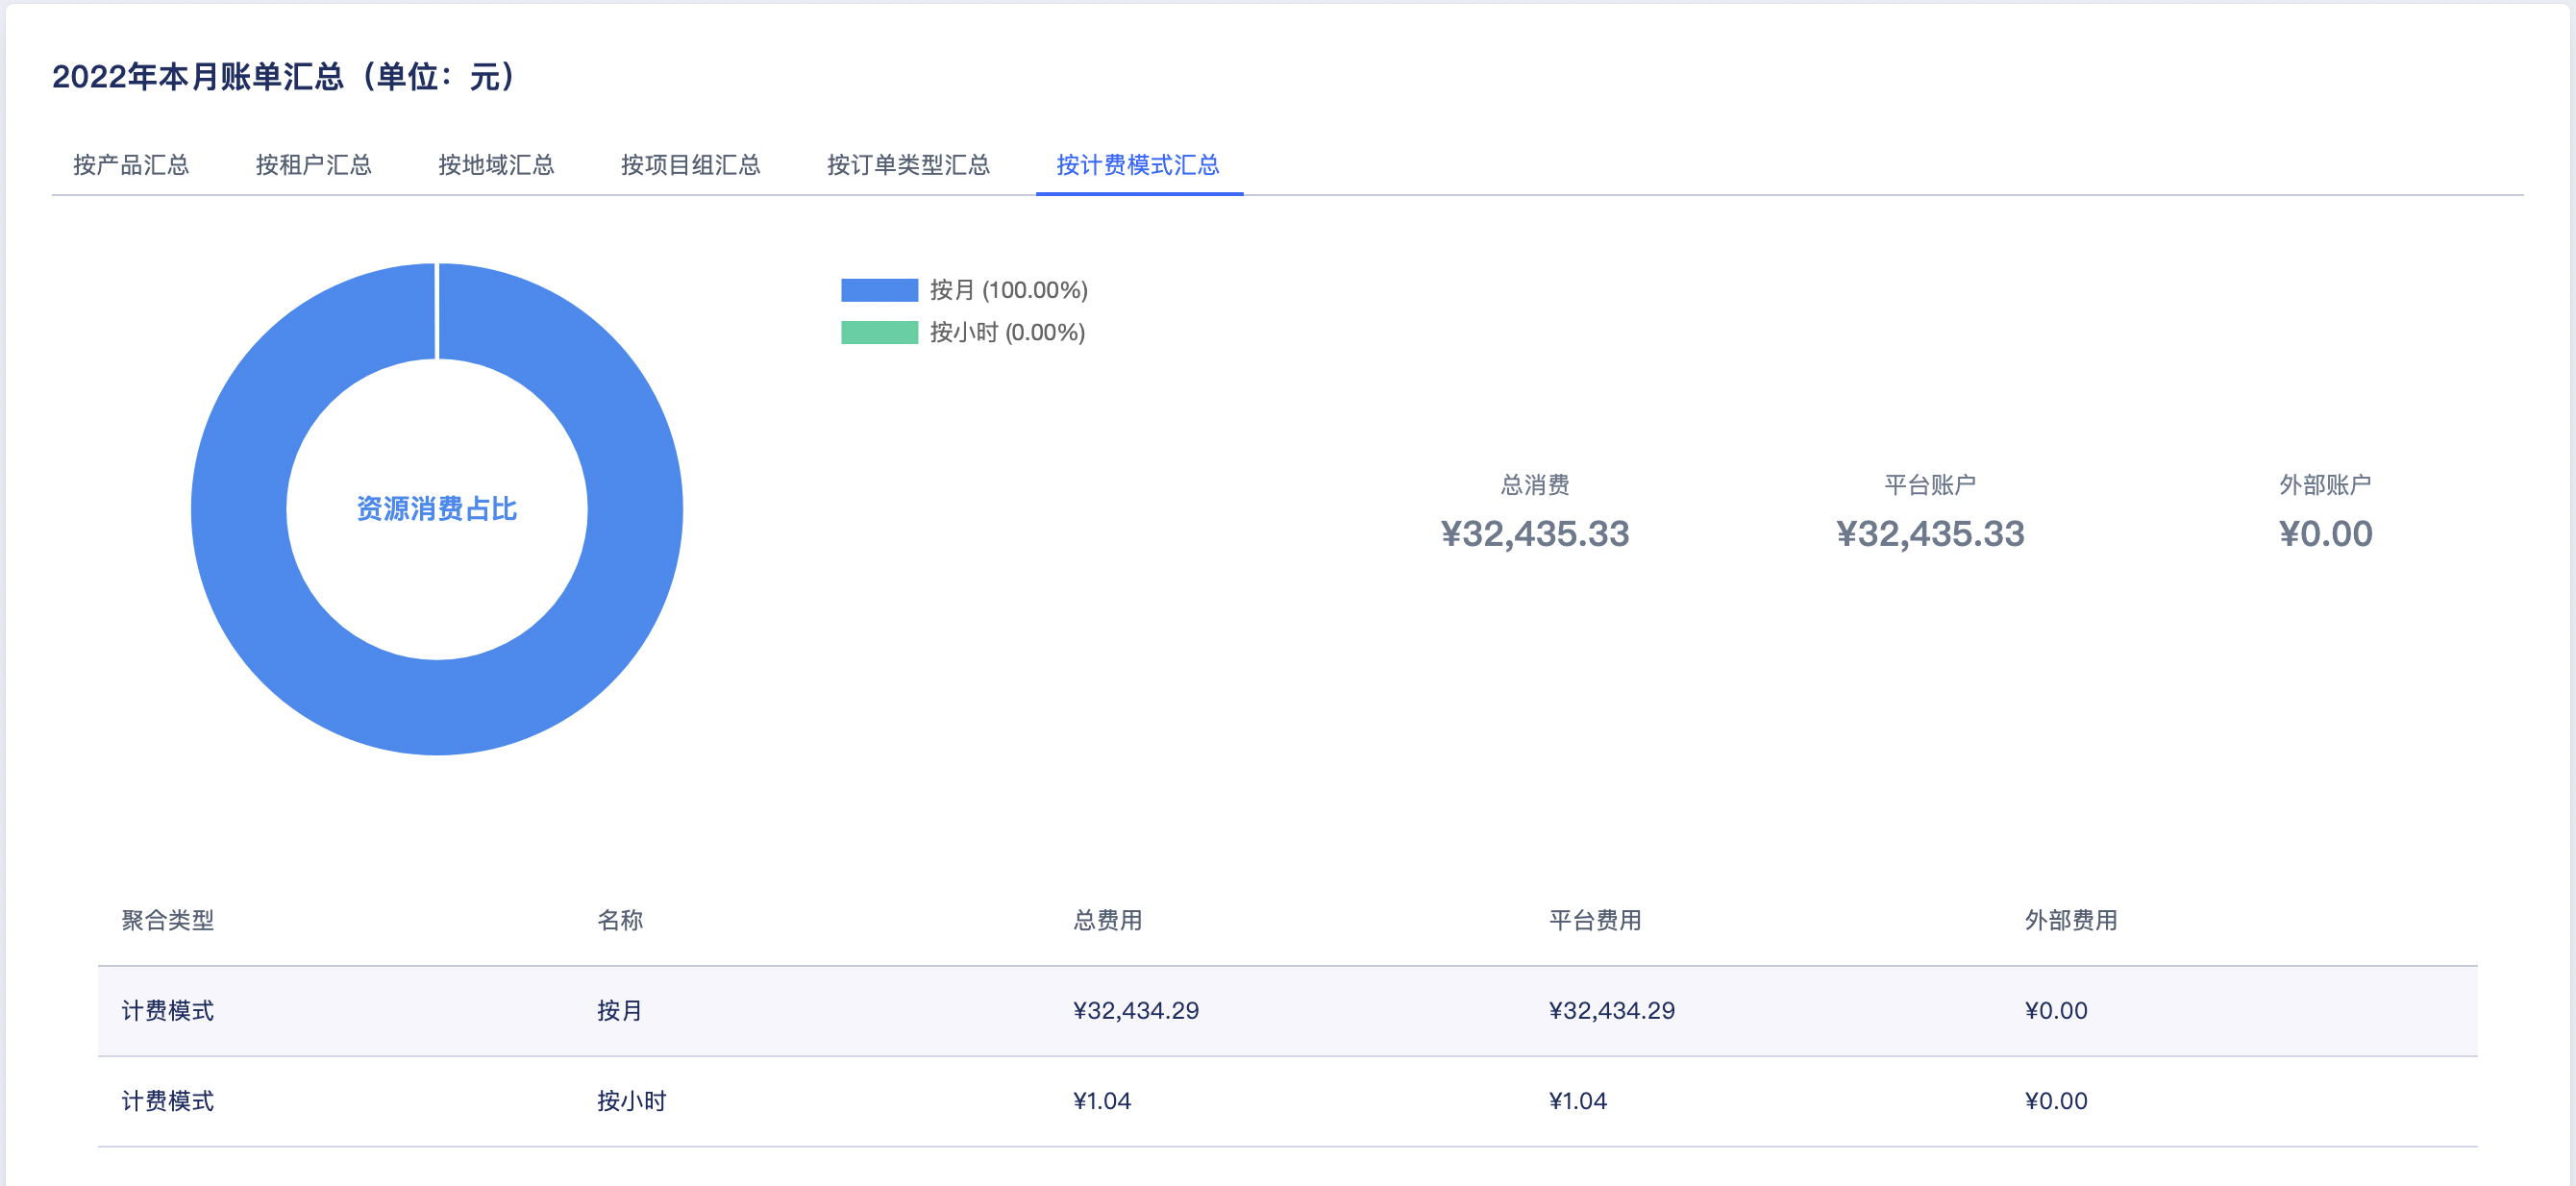 2022年本月账单汇总（单位：元）
按产品汇总 按租户汇总 按地域汇总 按项目组汇总 按订单类型汇总 按计费模式汇总
按月 (100.00%)
按小时 (0.00%)
资源消费占比
总消费 平台账户 外部账户
¥32,435.33 ¥32,435.33 ¥0.00
聚合类型 名称 总费用 平台费用 外部费用
计费模式 按月 ¥32,434.29 ¥32,434.29 ¥0.00
计费模式 按小时 ¥1.04 ¥1.04 ¥0.00